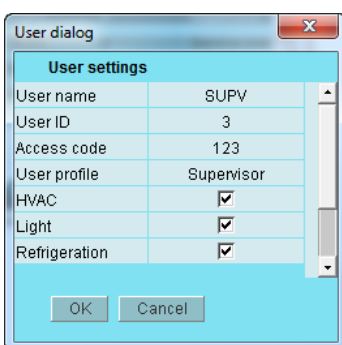 User dialog
User settings
User name SUPV
User ID 3
Access code 123
User profile Supervisor
HVAC
Light
Refrigeration
OK Cancel